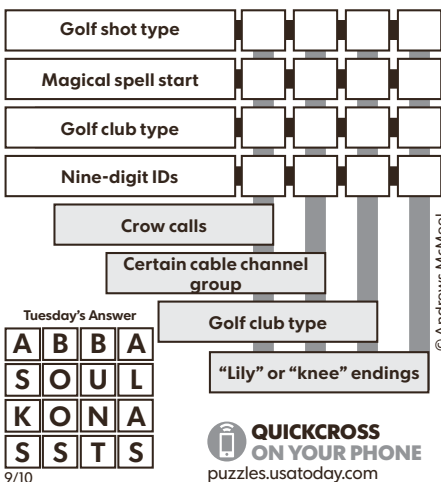 Golf shot type
Magical spell start
Golf club type
Nine-digit IDs
Crow calls
Certain cable channel
group
Golf club type
“Lily” or “knee” endings
© Andrews McMeel
Tuesday’s Answer
A B B A
S O U L
K O N A
S S T S
9/10
QUICKCROSS
ON YOUR PHONE
puzzles.usatoday.com